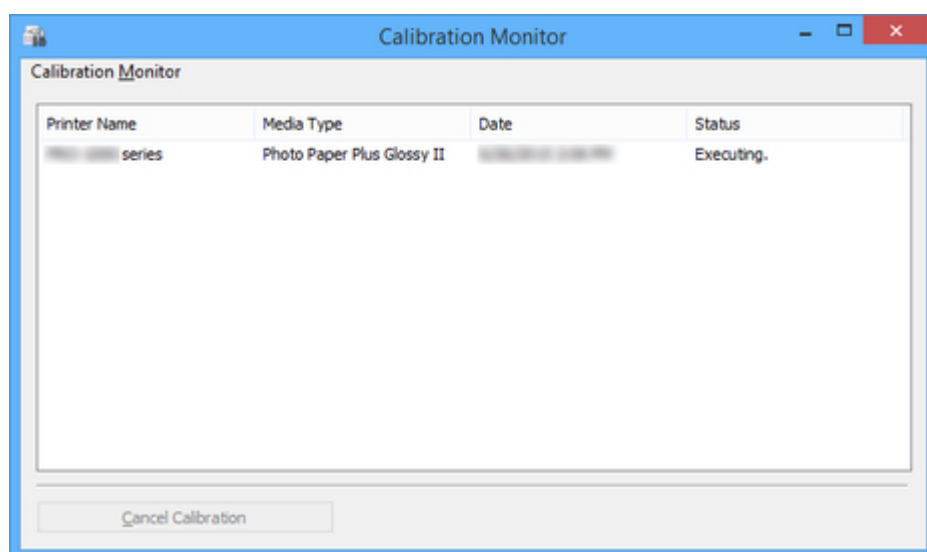 Calibration Monitor
Calibration Monitor
Printer Name Media Type Date Status
series Photo Paper Plus Glossy II Executing.
Cancel Calibration